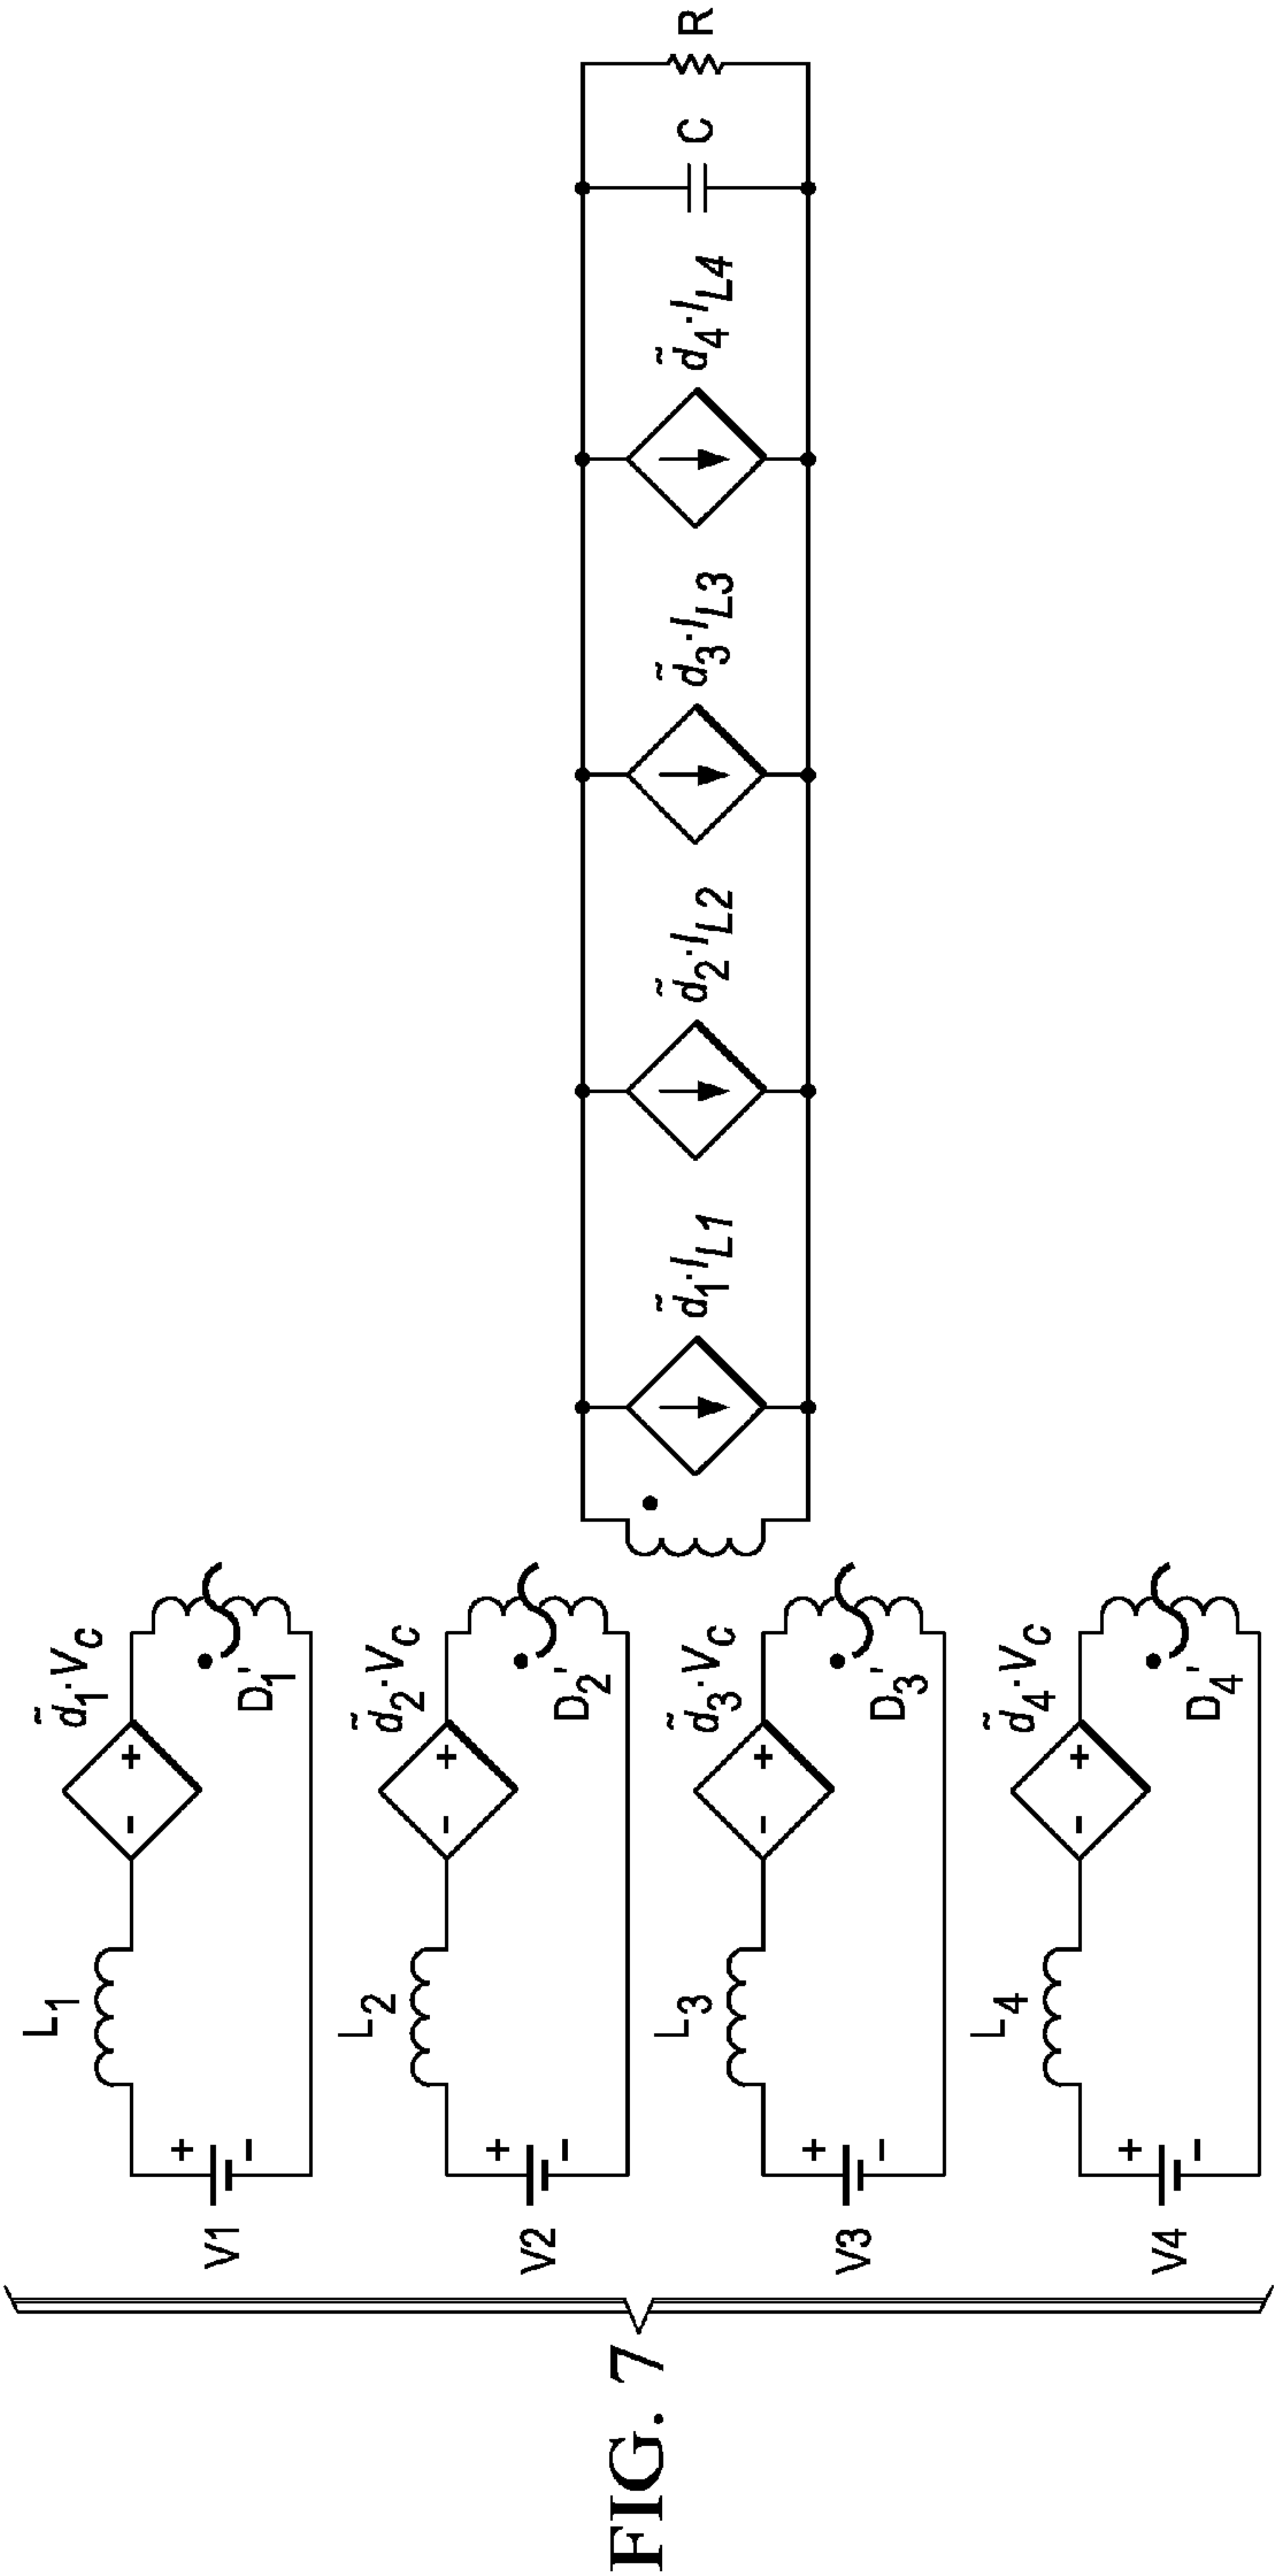 FIG. 7
V1
+
-
L1
- +
d̃1·Vc
D1'
V2
+
-
L2
- +
d̃2·Vc
D2'
V3
+
-
L3
- +
d̃3·Vc
D3'
V4
+
-
L4
- +
d̃4·Vc
D4'
d̃1·IL1
d̃2·IL2
d̃3·IL3
d̃4·IL4
C
R